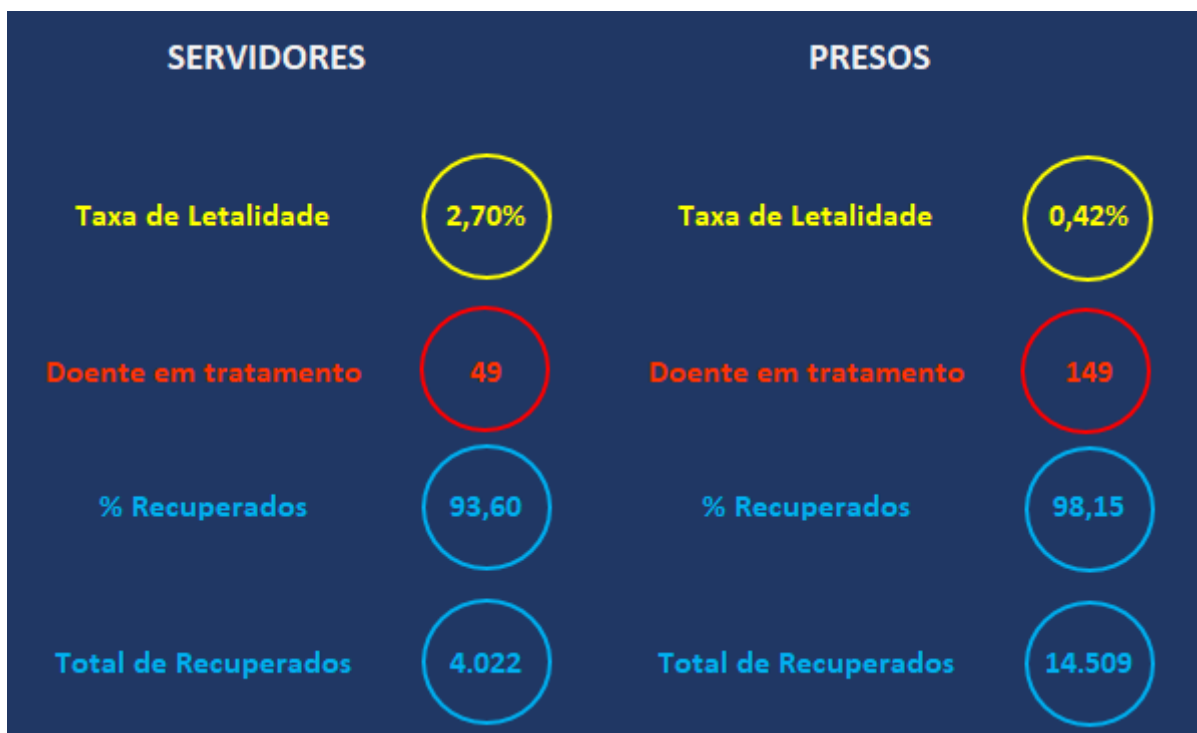 SERVIDORES
PRESOS
Taxa de Letalidade
2,70%
Taxa de Letalidade
0,42%
Doente em tratamento
49
Doente em tratamento
149
% Recuperados
93,60
% Recuperados
98,15
Total de Recuperados
4.022
Total de Recuperados
14.509